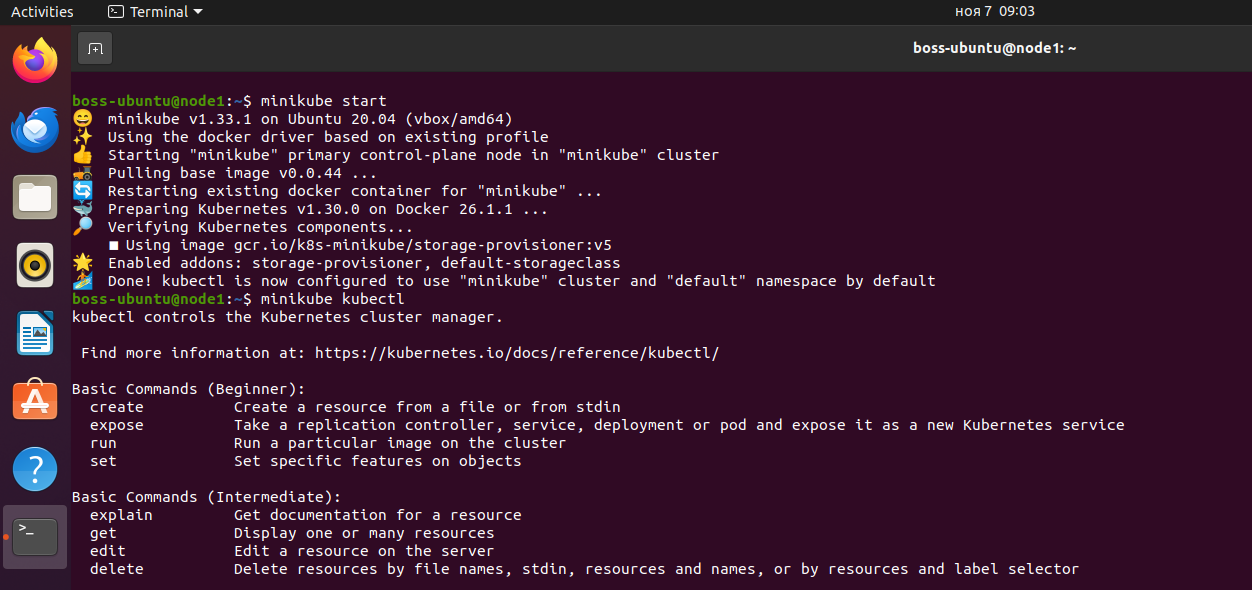 Activities
Terminal
ноя 7 09:03
boss-ubuntu@node1: ~
boss-ubuntu@node1:~$ minikube start
minikube v1.33.1 on Ubuntu 20.04 (vbox/amd64)
Using the docker driver based on existing profile
Starting "minikube" primary control-plane node in "minikube" cluster
Pulling base image v0.0.44 ...
Restarting existing docker container for "minikube" ...
Preparing Kubernetes v1.30.0 on Docker 26.1.1 ...
Verifying Kubernetes components...
■ Using image gcr.io/k8s-minikube/storage-provisioner:v5
Enabled addons: storage-provisioner, default-storageclass
Done! kubectl is now configured to use "minikube" cluster and "default" namespace by default
boss-ubuntu@node1:~$ minikube kubectl
kubectl controls the Kubernetes cluster manager.
Find more information at: https://kubernetes.io/docs/reference/kubectl/
Basic Commands (Beginner):
create Create a resource from a file or from stdin
expose Take a replication controller, service, deployment or pod and expose it as a new Kubernetes service
run Run a particular image on the cluster
set Set specific features on objects
Basic Commands (Intermediate):
explain Get documentation for a resource
get Display one or many resources
edit Edit a resource on the server
delete Delete resources by file names, stdin, resources and names, or by resources and label selector